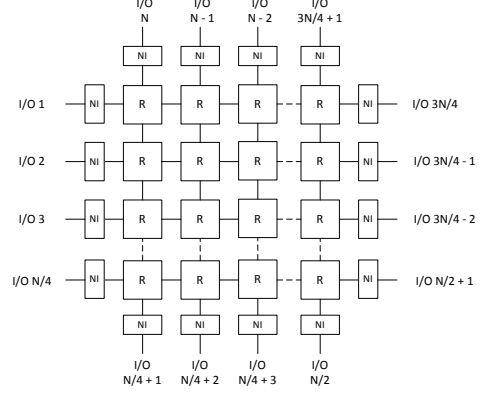 I/O I/O I/O I/O
N N - 1 N - 2 3N/4 + 1
NI NI NI NI
I/O 1 NI R R R R NI I/O 3N/4
I/O 2 NI R R R R NI I/O 3N/4 - 1
I/O 3 NI R R R R NI I/O 3N/4 - 2
I/O N/4 NI R R R R NI I/O N/2 + 1
NI NI NI NI
I/O I/O I/O I/O
N/4 + 1 N/4 + 2 N/4 + 3 N/2